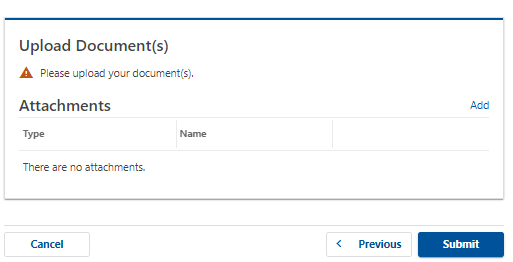 Upload Document(s)
Please upload your document(s).
Attachments Add
Type Name
There are no attachments.
Cancel Previous Submit